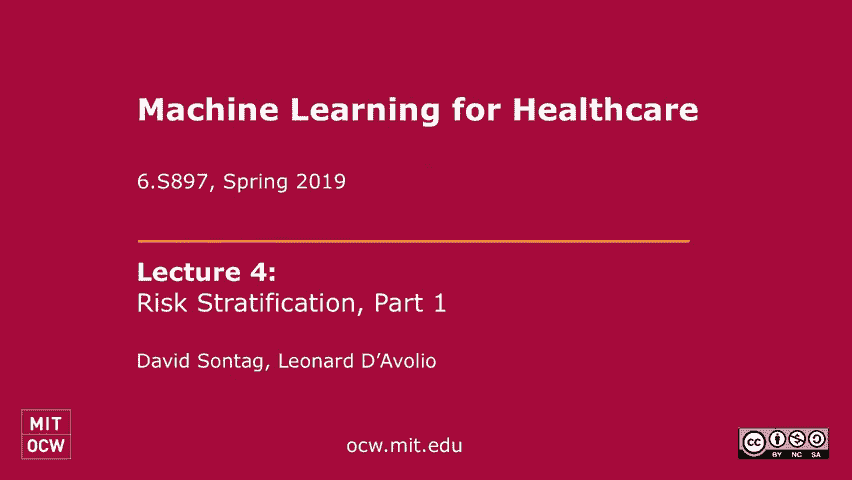 Machine Learning for Healthcare
6.S897, Spring 2019
Lecture 4:
Risk Stratification, Part 1
David Sontag, Leonard D’Avolio
MIT
OCW
ocw.mit.edu
cc
BY NC SA